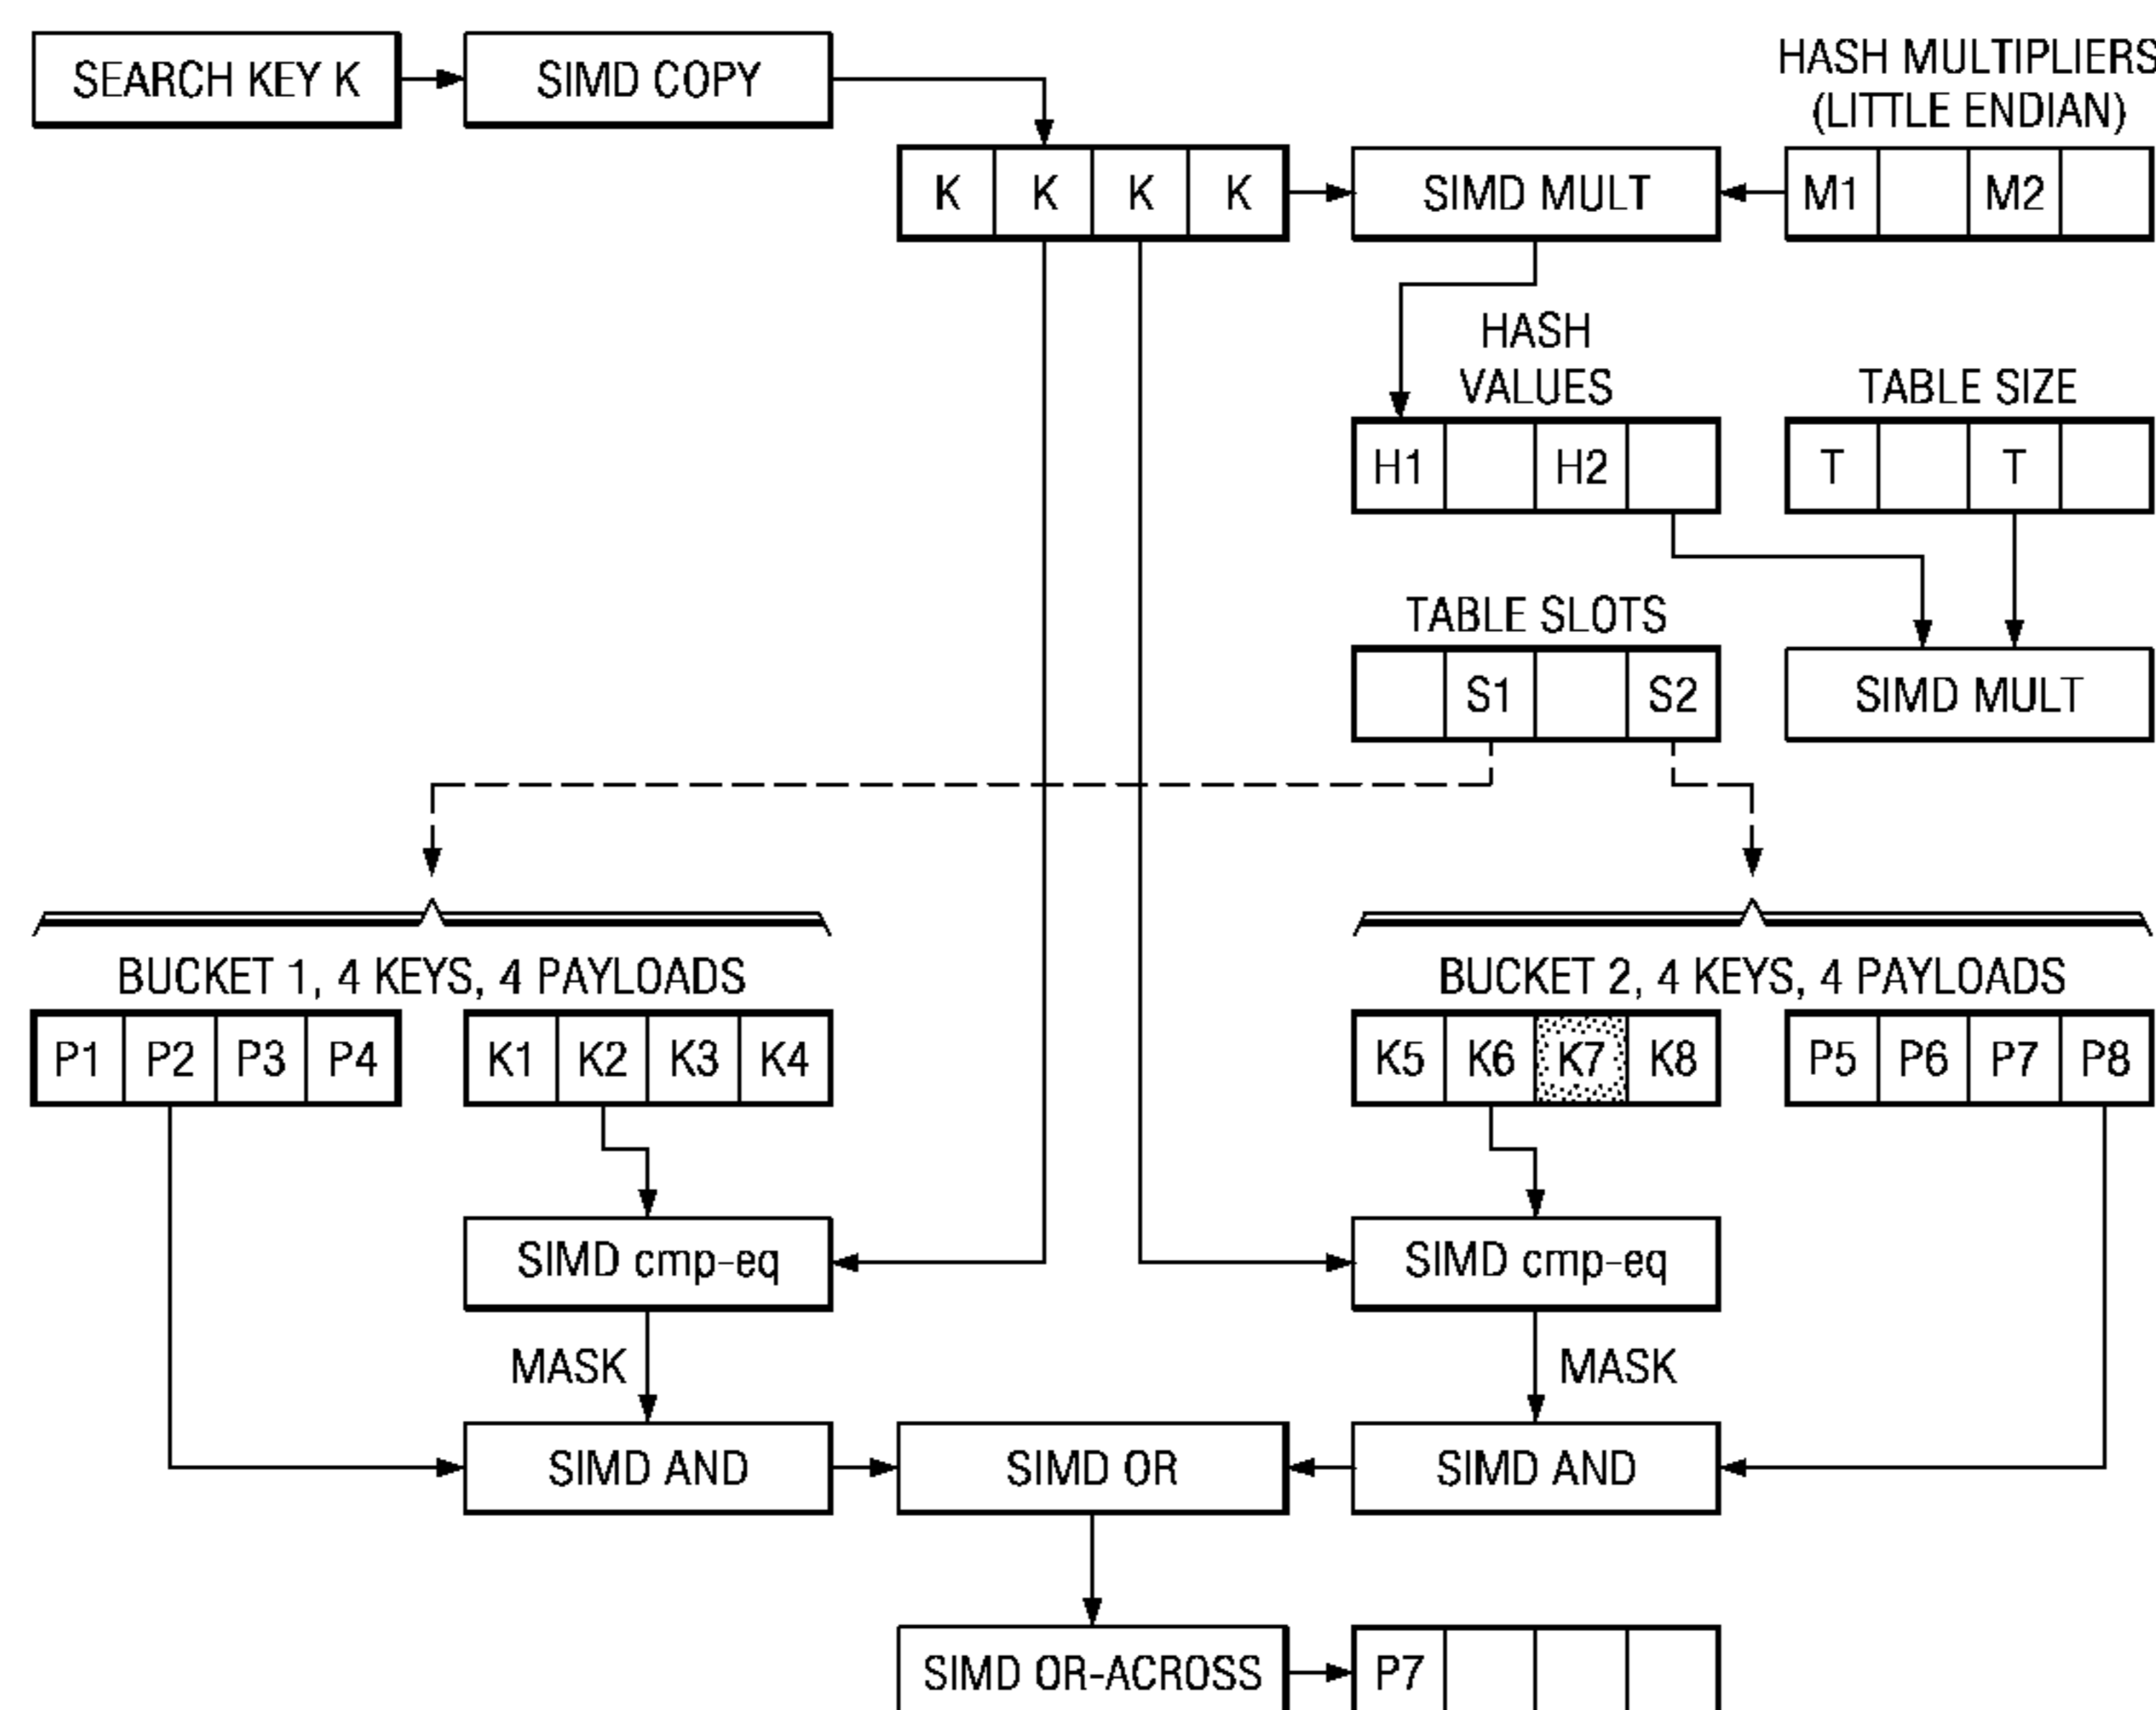 SEARCH KEY K
SIMD COPY
HASH MULTIPLIERS
(LITTLE ENDIAN)
K K K K
SIMD MULT
M1 M2
HASH
VALUES
TABLE SIZE
H1 H2
T T
TABLE SLOTS
S1 S2
SIMD MULT
BUCKET 1, 4 KEYS, 4 PAYLOADS
P1 P2 P3 P4
K1 K2 K3 K4
BUCKET 2, 4 KEYS, 4 PAYLOADS
K5 K6 K7 K8
P5 P6 P7 P8
SIMD cmp-eq
SIMD cmp-eq
MASK
MASK
SIMD AND
SIMD OR
SIMD AND
SIMD OR-ACROSS
P7